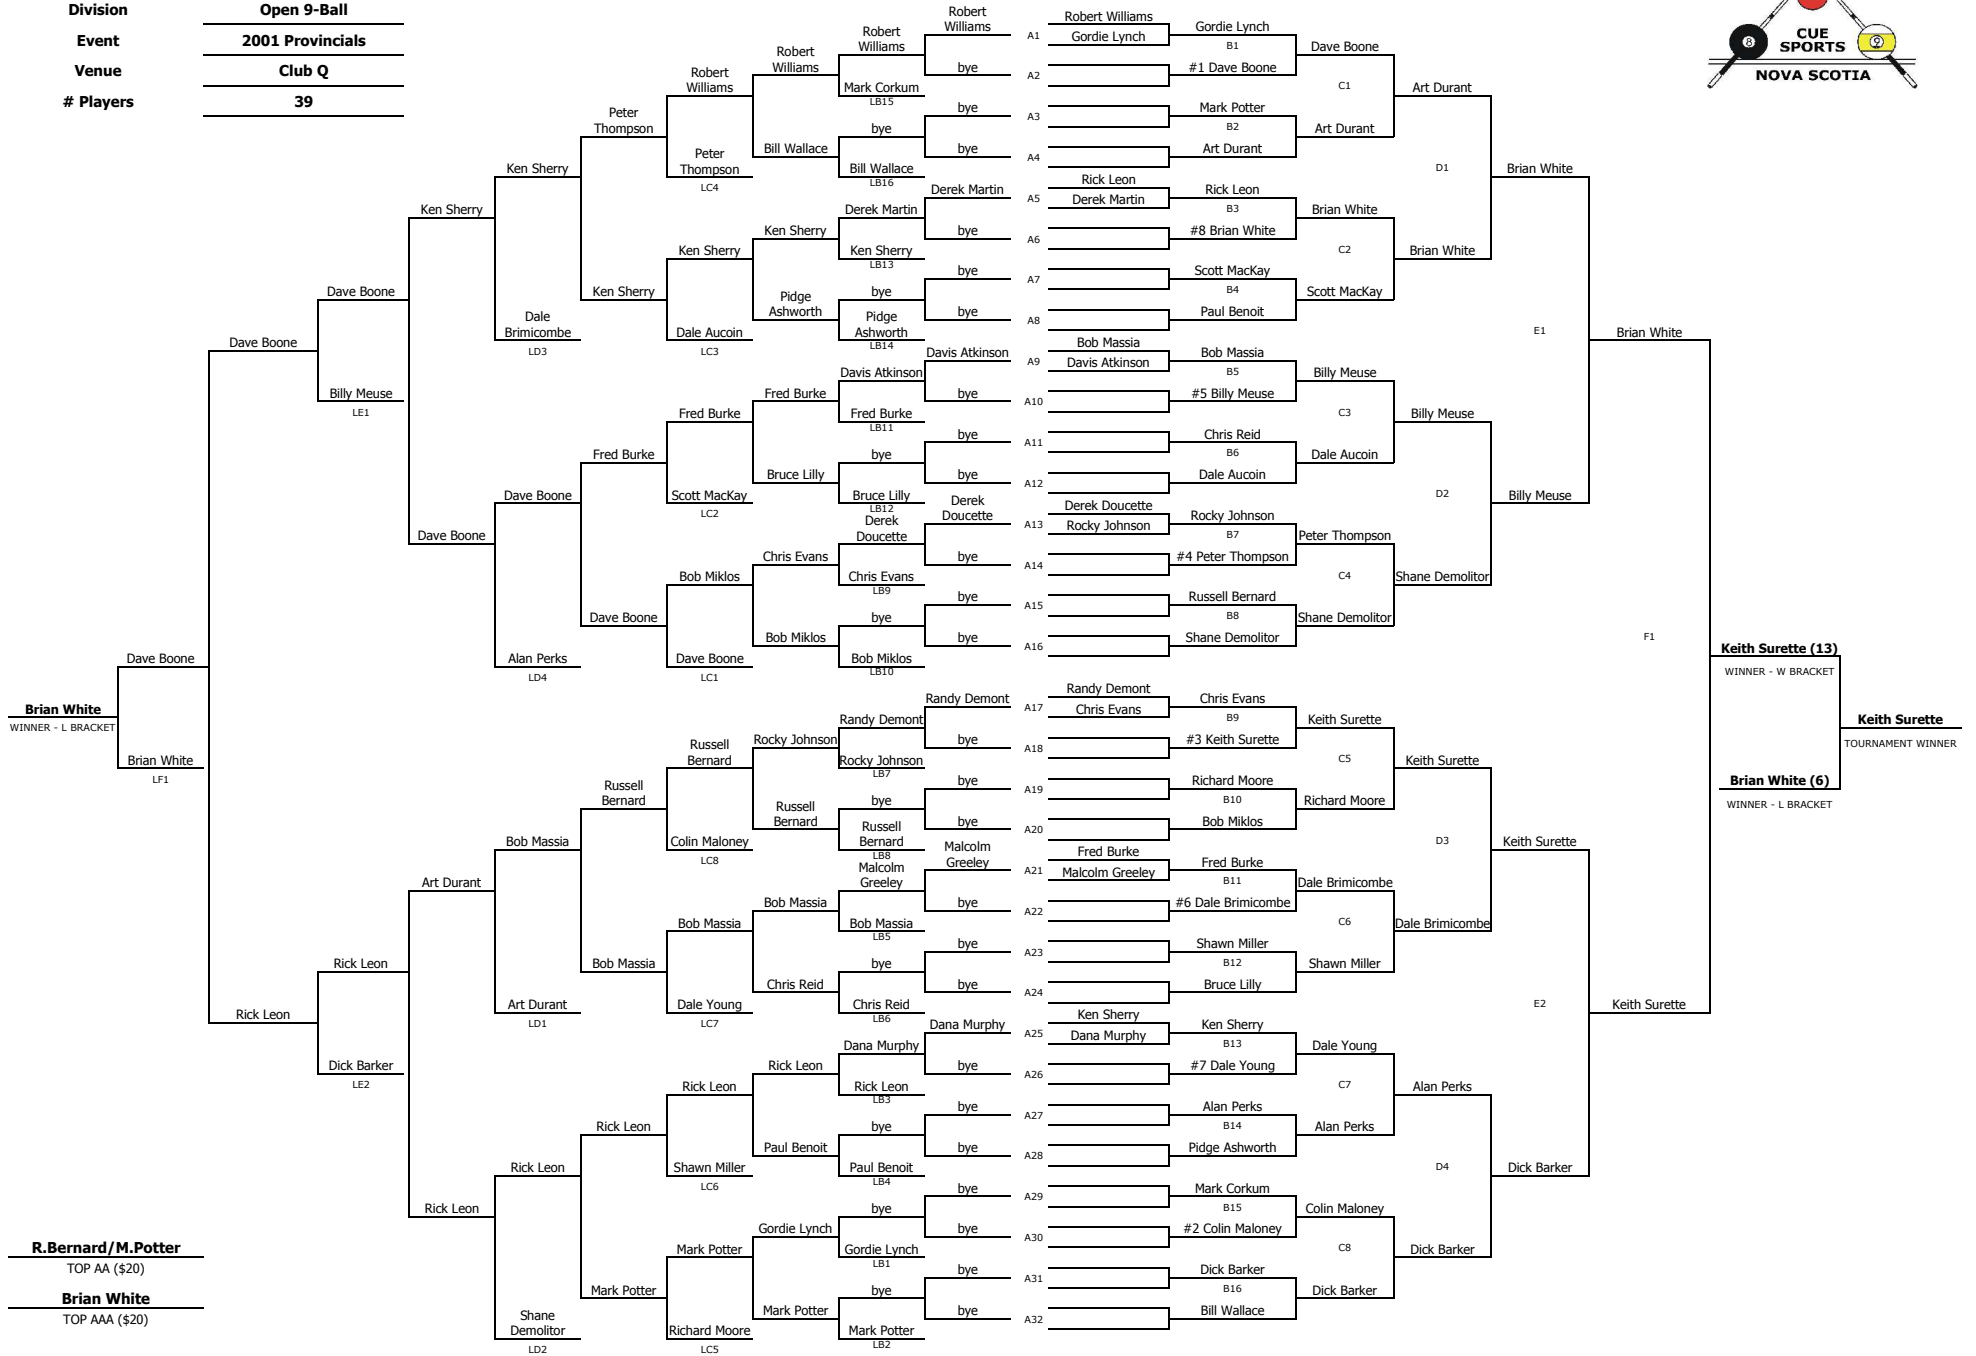 Division
Open 9-Ball
Event
2001 Provincials
Venue
Club Q
# Players
39
8
9
CUE
SPORTS
NOVA SCOTIA
Brian White
WINNER - L BRACKET
Dave Boone
Brian White
LF1
Dave Boone
Rick Leon
Dave Boone
Billy Meuse
LE1
Rick Leon
Dick Barker
LE2
Ken Sherry
Dave Boone
Art Durant
Rick Leon
Ken Sherry
Dale
Brimicombe
LD3
Dave Boone
Alan Perks
LD4
Bob Massia
Art Durant
LD1
Rick Leon
Shane
Demolitor
LD2
Peter
Thompson
Ken Sherry
Fred Burke
Dave Boone
Russell
Bernard
Bob Massia
Rick Leon
Mark Potter
Robert
Williams
Peter
Thompson
LC4
Ken Sherry
Dale Aucoin
LC3
Fred Burke
Scott MacKay
LC2
Bob Miklos
Dave Boone
LC1
Russell
Bernard
Colin Maloney
LC8
Bob Massia
Dale Young
LC7
Rick Leon
Shawn Miller
LC6
Mark Potter
Richard Moore
LC5
Robert
Williams
Bill Wallace
Ken Sherry
Pidge
Ashworth
Fred Burke
Bruce Lilly
Chris Evans
Bob Miklos
Rocky Johnson
Russell
Bernard
Bob Massia
Chris Reid
Rick Leon
Paul Benoit
Gordie Lynch
Mark Potter
Robert
Williams
Mark Corkum
LB15
bye
Bill Wallace
LB16
Derek Martin
Ken Sherry
LB13
bye
Pidge
Ashworth
LB14
Davis Atkinson
Fred Burke
LB11
bye
Bruce Lilly
LB12
Derek
Doucette
Chris Evans
LB9
bye
Bob Miklos
LB10
Randy Demont
Rocky Johnson
LB7
bye
Russell
Bernard
LB8
Malcolm
Greeley
Bob Massia
LB5
bye
Chris Reid
LB6
Dana Murphy
Rick Leon
LB3
bye
Paul Benoit
LB4
bye
Gordie Lynch
LB1
bye
Mark Potter
LB2
Robert
Williams
bye
bye
bye
Derek Martin
bye
bye
bye
Davis Atkinson
bye
bye
bye
Derek
Doucette
bye
bye
bye
Randy Demont
bye
bye
bye
Malcolm
Greeley
bye
bye
bye
Dana Murphy
bye
bye
bye
bye
bye
bye
bye
A1
A2
A3
A4
A5
A6
A7
A8
A9
A10
A11
A12
A13
A14
A15
A16
A17
A18
A19
A20
A21
A22
A23
A24
A25
A26
A27
A28
A29
A30
A31
A32
Robert Williams
Gordie Lynch
Rick Leon
Derek Martin
Bob Massia
Davis Atkinson
Derek Doucette
Rocky Johnson
Randy Demont
Chris Evans
Fred Burke
Malcolm Greeley
Ken Sherry
Dana Murphy
Gordie Lynch
B1
#1 Dave Boone
Mark Potter
B2
Art Durant
Rick Leon
B3
#8 Brian White
Scott MacKay
B4
Paul Benoit
Bob Massia
B5
#5 Billy Meuse
Chris Reid
B6
Dale Aucoin
Rocky Johnson
B7
#4 Peter Thompson
Russell Bernard
B8
Shane Demolitor
Chris Evans
B9
#3 Keith Surette
Richard Moore
B10
Bob Miklos
Fred Burke
B11
#6 Dale Brimicombe
Shawn Miller
B12
Bruce Lilly
Ken Sherry
B13
#7 Dale Young
Alan Perks
B14
Pidge Ashworth
Mark Corkum
B15
#2 Colin Maloney
Dick Barker
B16
Bill Wallace
Dave Boone
C1
Art Durant
Brian White
C2
Scott MacKay
Billy Meuse
C3
Dale Aucoin
Peter Thompson
C4
Shane Demolitor
Keith Surette
C5
Richard Moore
Dale Brimicombe
C6
Shawn Miller
Dale Young
C7
Alan Perks
Colin Maloney
C8
Dick Barker
Art Durant
D1
Brian White
Billy Meuse
D2
Shane Demolitor
Keith Surette
D3
Dale Brimicombe
Alan Perks
D4
Dick Barker
Brian White
E1
Billy Meuse
Keith Surette
E2
Dick Barker
Brian White
F1
Keith Surette
Keith Surette (13)
WINNER - W BRACKET
Brian White (6)
WINNER - L BRACKET
Keith Surette
TOURNAMENT WINNER
R.Bernard/M.Potter
TOP AA ($20)
Brian White
TOP AAA ($20)